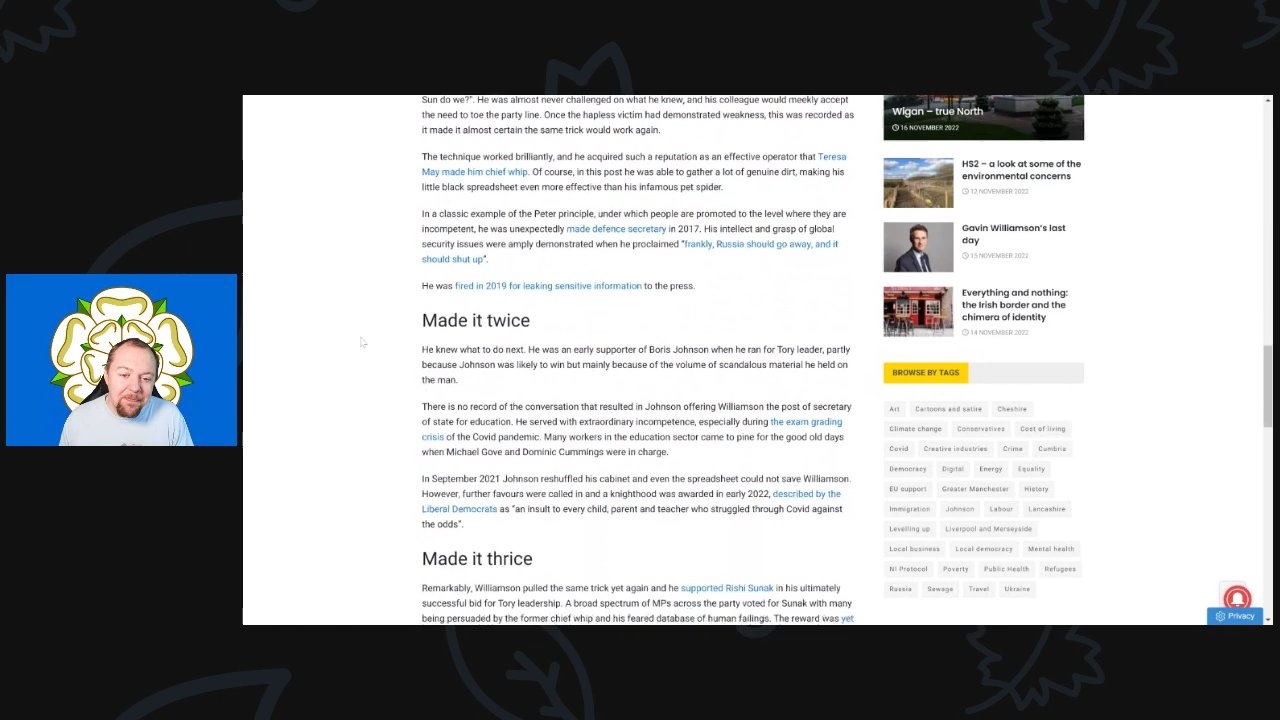 Sun do we?". He was almost never challenged on what he knew, and his colleague would meekly accept
the need to toe the party line. Once the hapless victim had demonstrated weakness, this was recorded as
it made it almost certain the same trick would work again.
The technique worked brilliantly, and he acquired such a reputation as an effective operator that Teresa
May made him chief whip. Of course, in this post he was able to gather a lot of genuine dirt, making his
little black spreadsheet even more effective than his infamous pet spider.
In a classic example of the Peter principle, under which people are promoted to the level where they are
incompetent, he was unexpectedly made defence secretary in 2017. His intellect and grasp of global
security issues were amply demonstrated when he proclaimed "frankly, Russia should go away, and it
should shut up".
He was fired in 2019 for leaking sensitive information to the press.
Made it twice
He knew what to do next. He was an early supporter of Boris Johnson when he ran for Tory leader, partly
because Johnson was likely to win but mainly because of the volume of scandalous material he held on
the man.
There is no record of the conversation that resulted in Johnson offering Williamson the post of secretary
of state for education. He served with extraordinary incompetence, especially during the exam grading
crisis of the Covid pandemic. Many workers in the education sector came to pine for the good old days
when Michael Gove and Dominic Cummings were in charge.
In September 2021 Johnson reshuffled his cabinet and even the spreadsheet could not save Williamson.
However, further favours were called in and a knighthood was awarded in early 2022, described by the
Liberal Democrats as "an insult to every child, parent and teacher who struggled through Covid against
the odds".
Made it thrice
Remarkably, Williamson pulled the same trick yet again and he supported Rishi Sunak in his ultimately
successful bid for Tory leadership. A broad spectrum of MPs across the party voted for Sunak with many
being persuaded by the former chief whip and his feared database of human failings. The reward was yet
Wigan – true North
16 NOVEMBER 2022
HS2 – a look at some of the
environmental concerns
12 NOVEMBER 2022
Gavin Williamson's last
day
15 NOVEMBER 2022
Everything and nothing:
the Irish border and the
chimera of identity
14 NOVEMBER 2022
BROWSE BY TAGS
Art Cartoons and satire Cheshire
Climate change Conservatives Cost of living
Covid Creative industries Crime Cumbria
Democracy Digital Energy Equality
EU support Greater Manchester History
Immigration Johnson Labour Lancashire
Levelling up Liverpool and Merseyside
Local business Local democracy Mental health
NI Protocol Poverty Public Health Refugees
Russia Sewage Travel Ukraine
Privacy